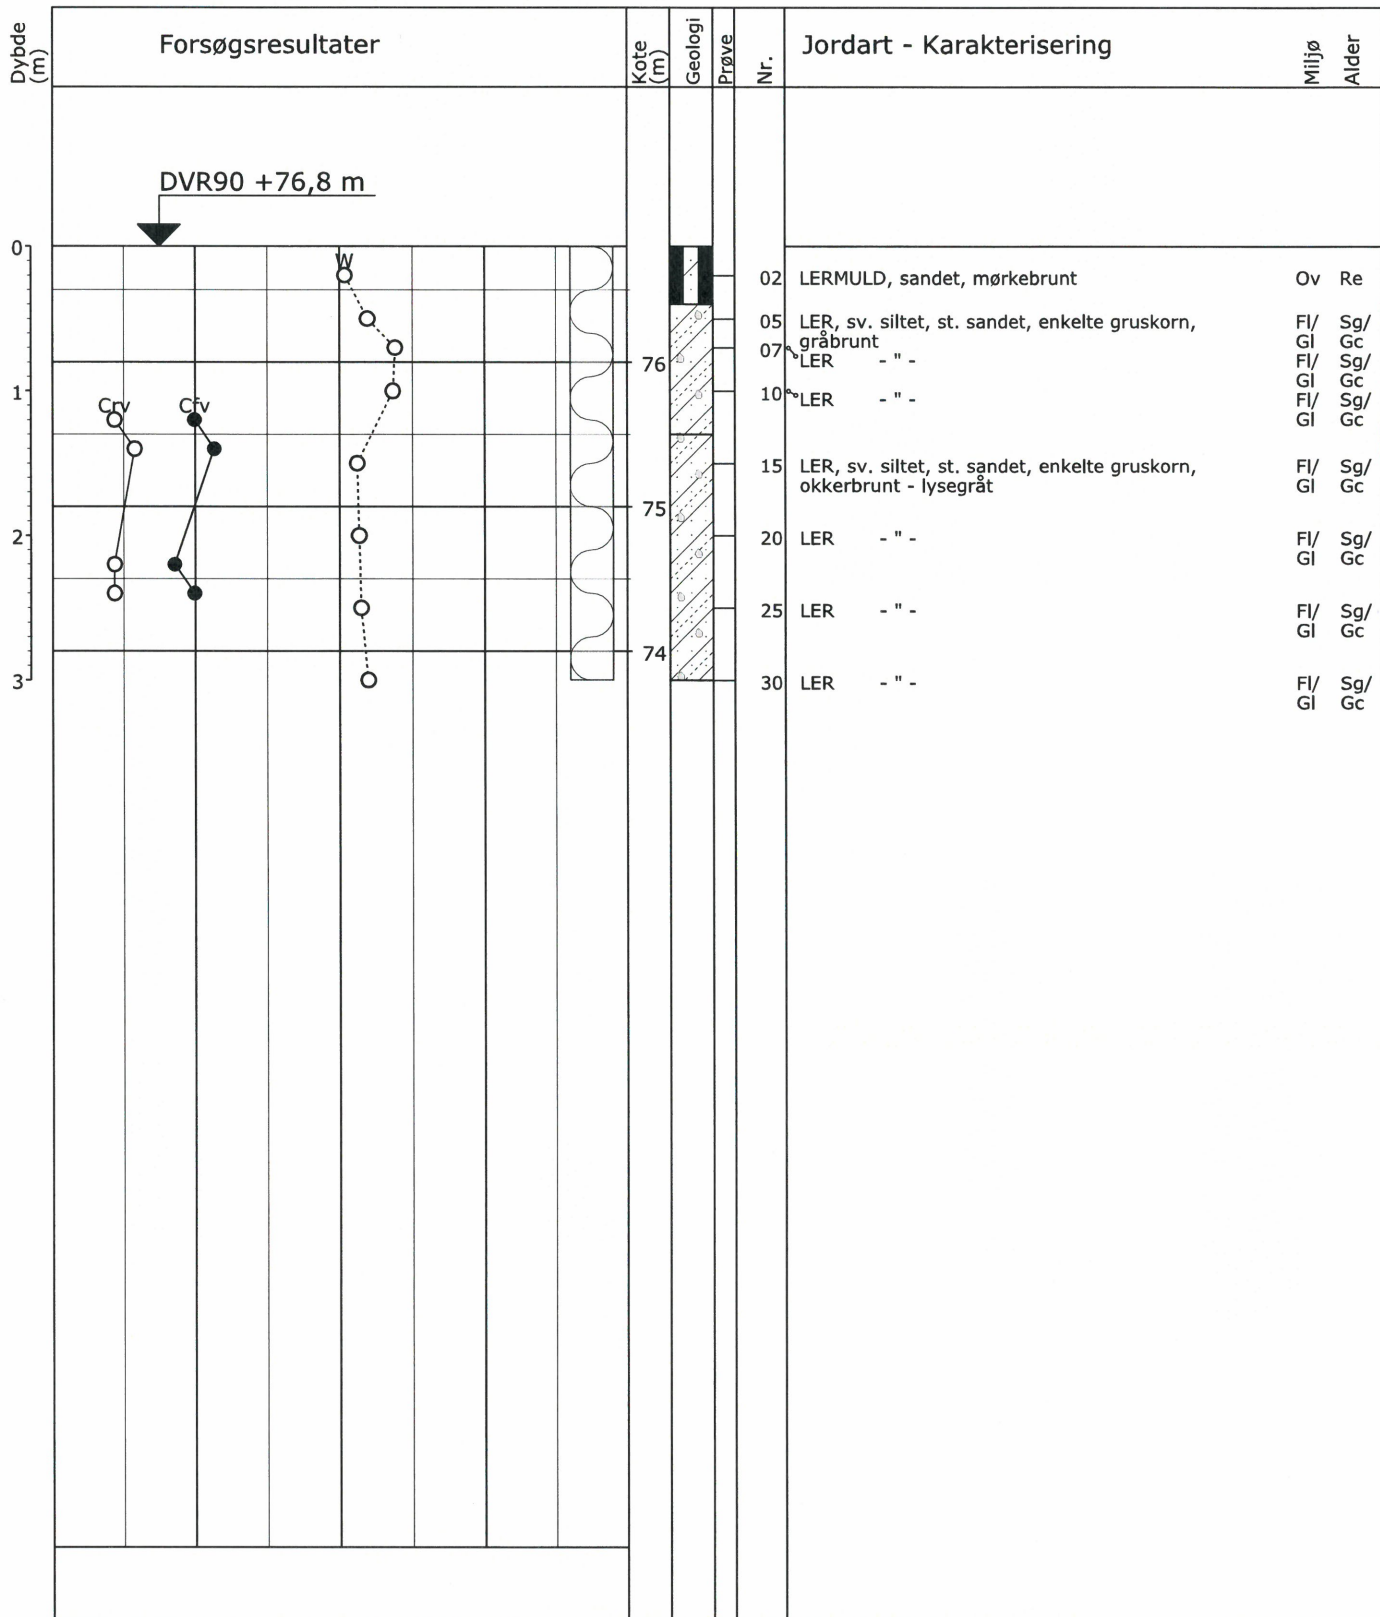 Dybde (m)
Forsøgsresultater
Kote (m)
Geologi
Prøve
Nr.
Jordart - Karakterisering
Miljø
Alder
DVR90 +76,8 m
0
W
02 LERMULD, sandet, mørkebrunt Ov Re
05 LER, sv. siltet, st. sandet, enkelte gruskorn, Fl/ Sg/
gråbrunt Gl Gc
76
07 LER - " - Fl/ Sg/
Gl Gc
1
10 LER - " - Fl/ Sg/
Gl Gc
Crv Cfv
15 LER, sv. siltet, st. sandet, enkelte gruskorn, Fl/ Sg/
okkerbrunt - lysegråt Gl Gc
75
2
20 LER - " - Fl/ Sg/
Gl Gc
25 LER - " - Fl/ Sg/
Gl Gc
74
3
30 LER - " - Fl/ Sg/
Gl Gc